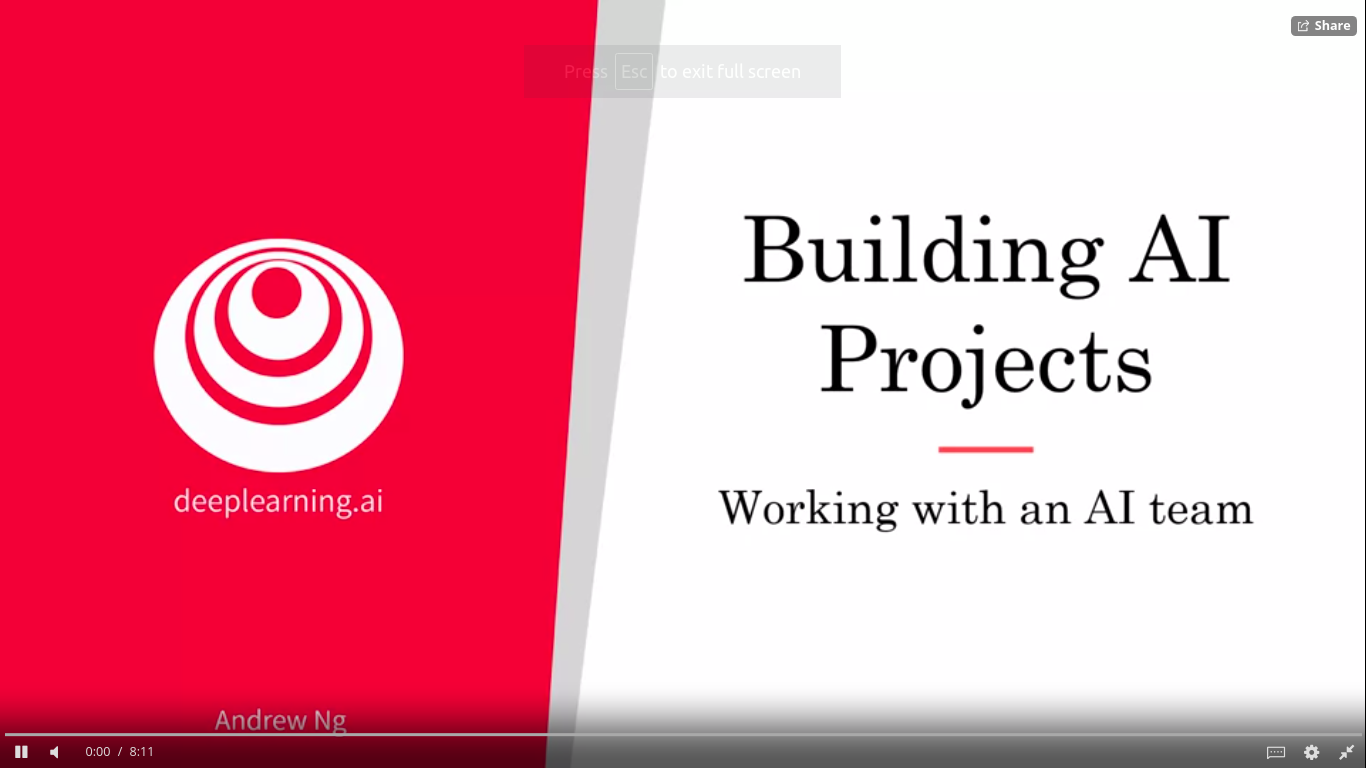 Share
Press Esc to exit full screen
Building AI
Projects
Working with an AI team
deeplearning.ai
Andrew Ng
0:00 / 8:11